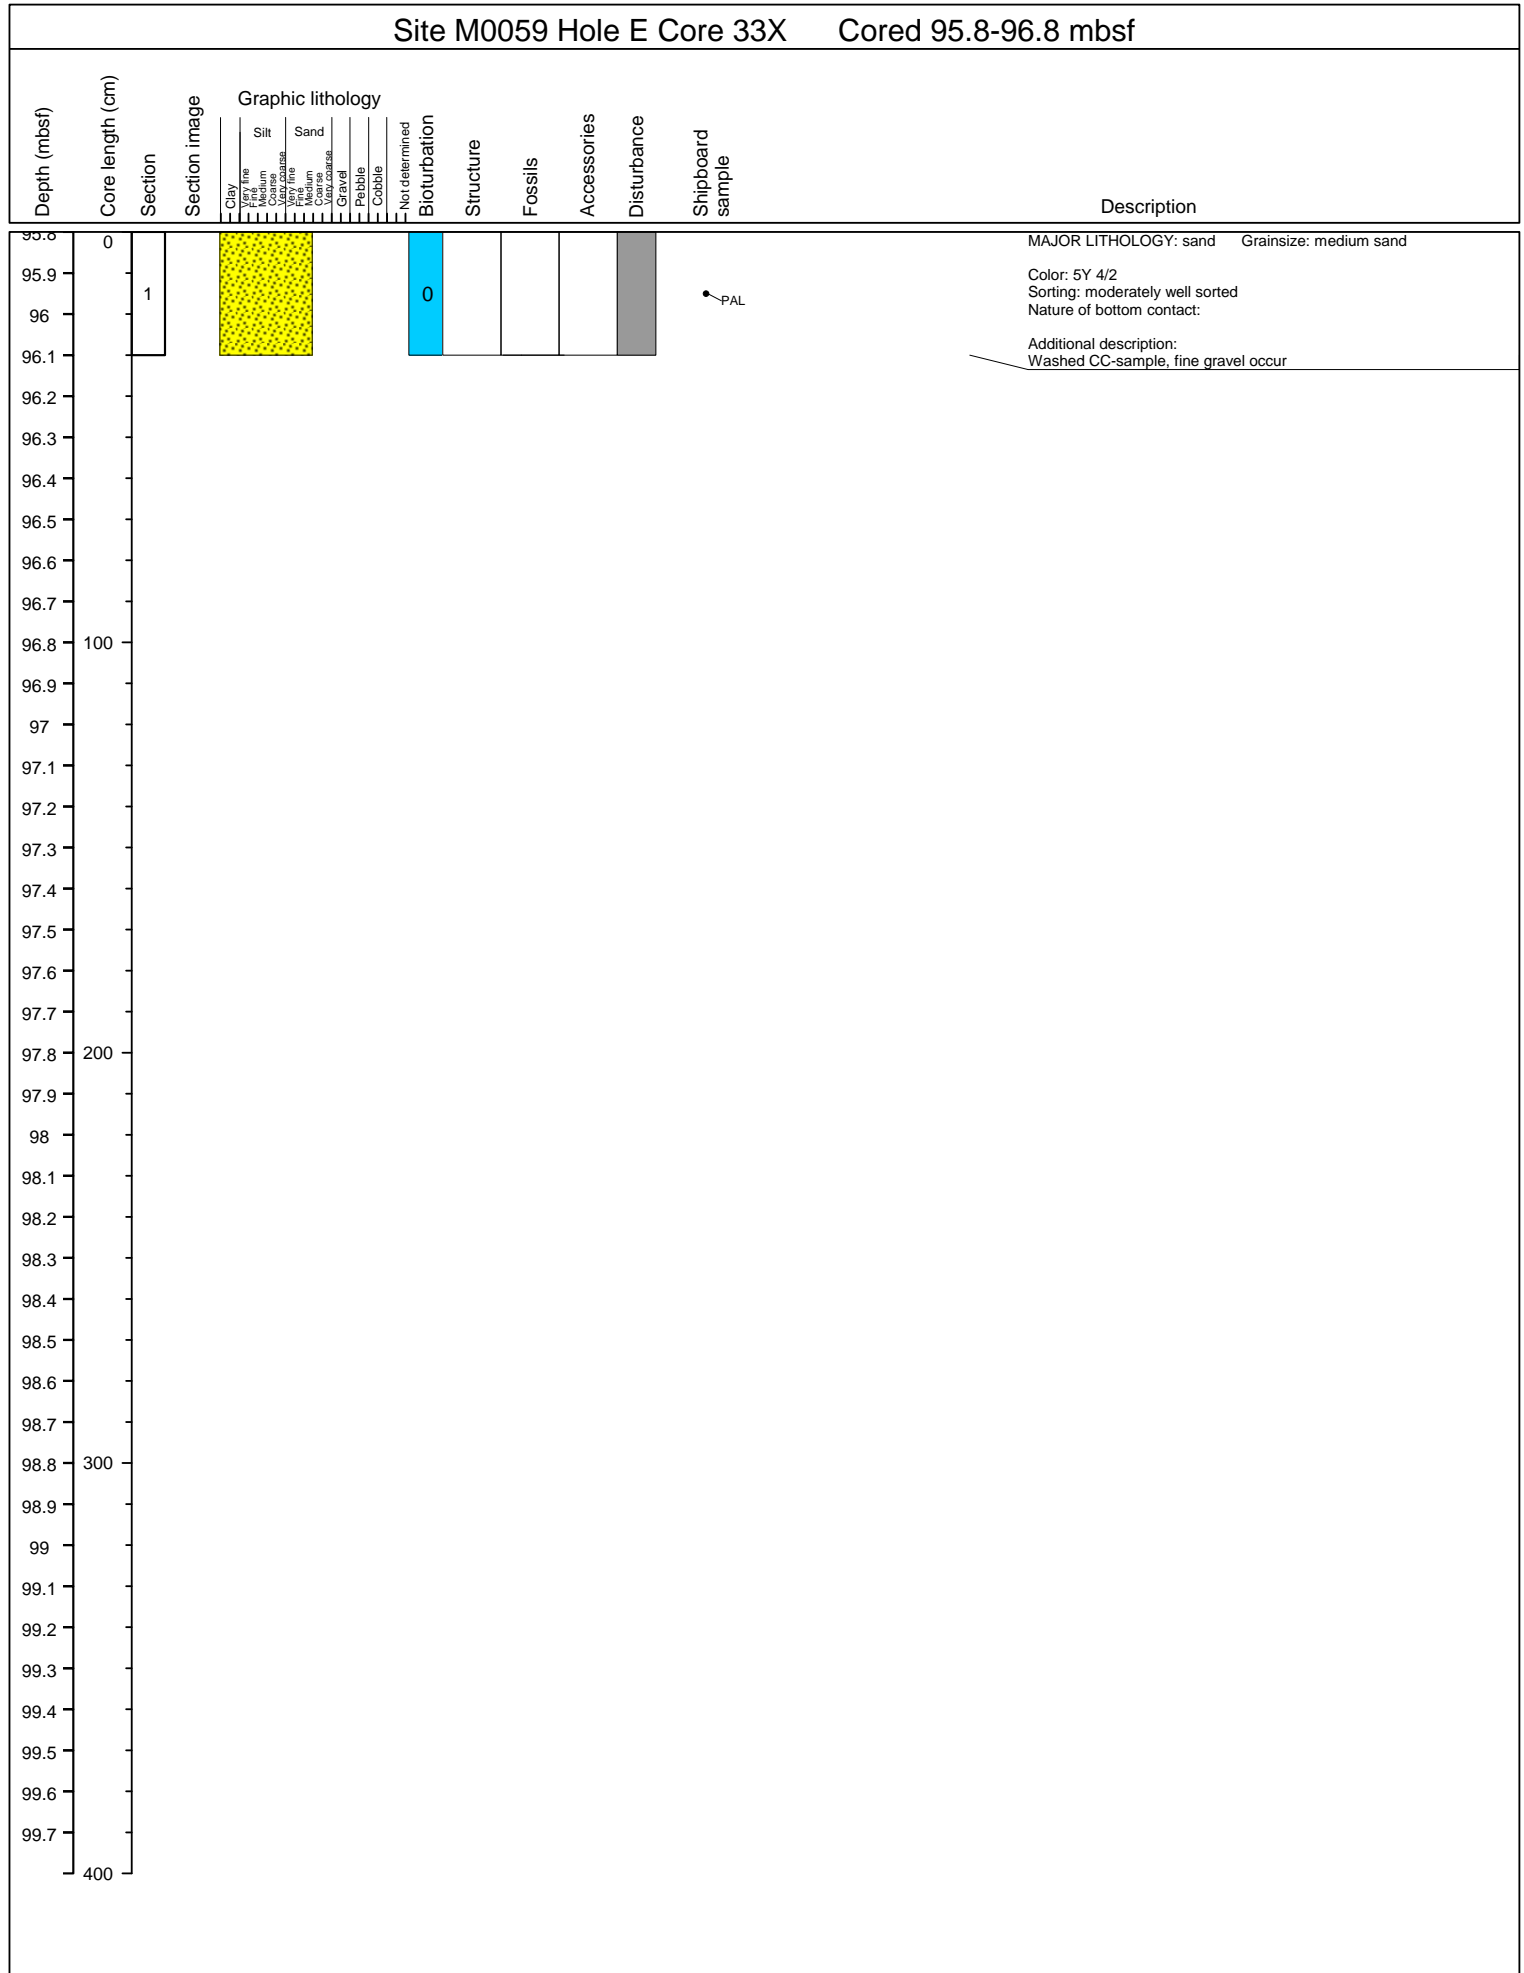 Site M0059 Hole E Core 33X Cored 95.8-96.8 mbsf
Depth (mbsf)
Core length (cm)
Section
Section image
Graphic lithology
Clay
Silt
Very fine
Fine
Medium
Coarse
Very coarse
Sand
Very fine
Fine
Medium
Coarse
Very coarse
Gravel
Pebble
Cobble
Not determined
Bioturbation
Structure
Fossils
Accessories
Disturbance
Shipboard
sample
Description
95.8
95.9
96
96.1
96.2
96.3
96.4
96.5
96.6
96.7
96.8
96.9
97
97.1
97.2
97.3
97.4
97.5
97.6
97.7
97.8
97.9
98
98.1
98.2
98.3
98.4
98.5
98.6
98.7
98.8
98.9
99
99.1
99.2
99.3
99.4
99.5
99.6
99.7
0
100
200
300
400
1
0
PAL
MAJOR LITHOLOGY: sand Grainsize: medium sand
Color: 5Y 4/2
Sorting: moderately well sorted
Nature of bottom contact:
Additional description:
Washed CC-sample, fine gravel occur